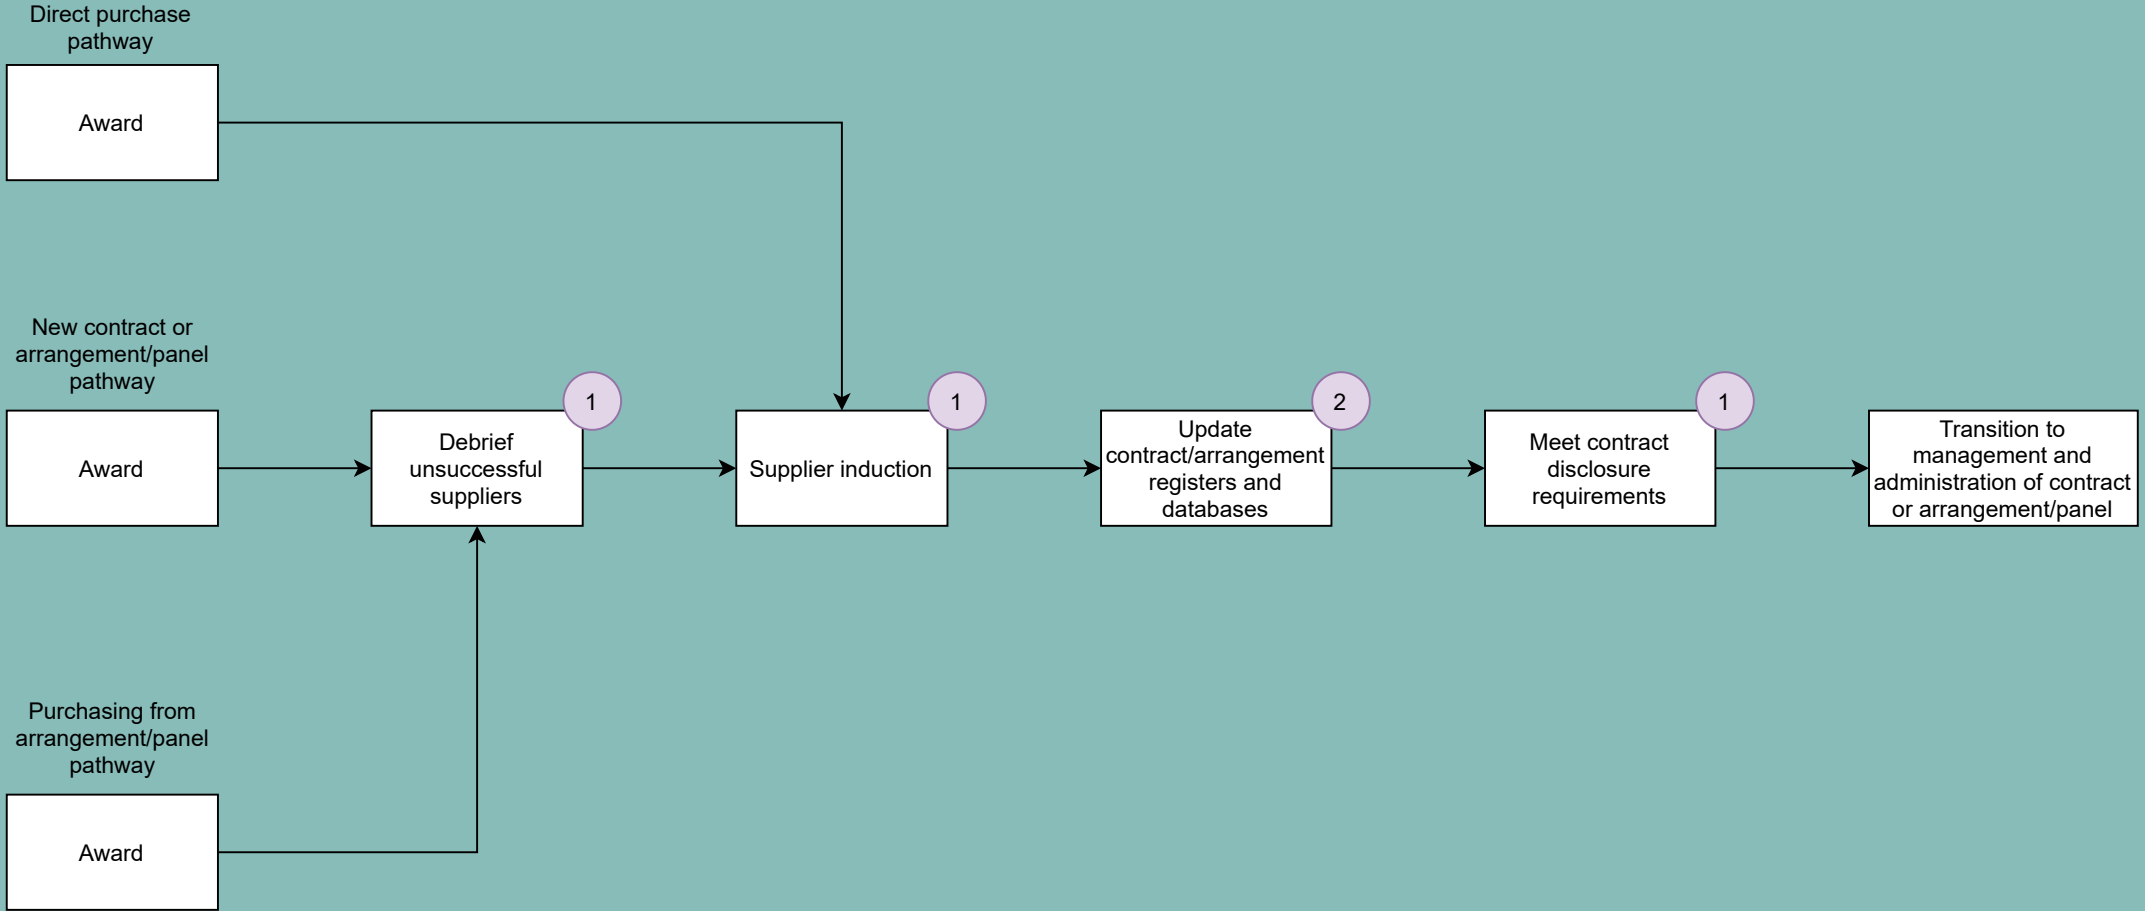 Direct purchase
pathway
Award
New contract or
arrangement/panel
pathway
Award
1
Debrief
unsuccessful
suppliers
1
Supplier induction
2
Update
contract/arrangement
registers and
databases
1
Meet contract
disclosure
requirements
Transition to
management and
administration of contract
or arrangement/panel
Purchasing from
arrangement/panel
pathway
Award